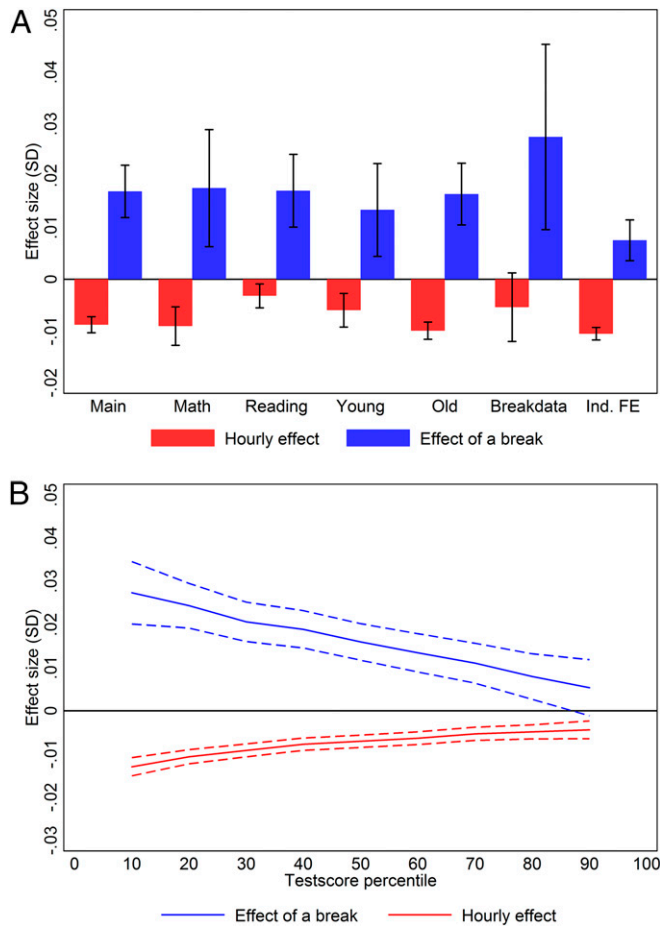 A
Effect size (SD)
.05
.04
.03
.02
.01
0
-.01
-.02
Main Math Reading Young Old Breakdata Ind. FE
Hourly effect Effect of a break
B
Effect size (SD)
.05
.04
.03
.02
.01
0
-.01
-.02
-.03
0 10 20 30 40 50 60 70 80 90 100
Testscore percentile
Effect of a break Hourly effect